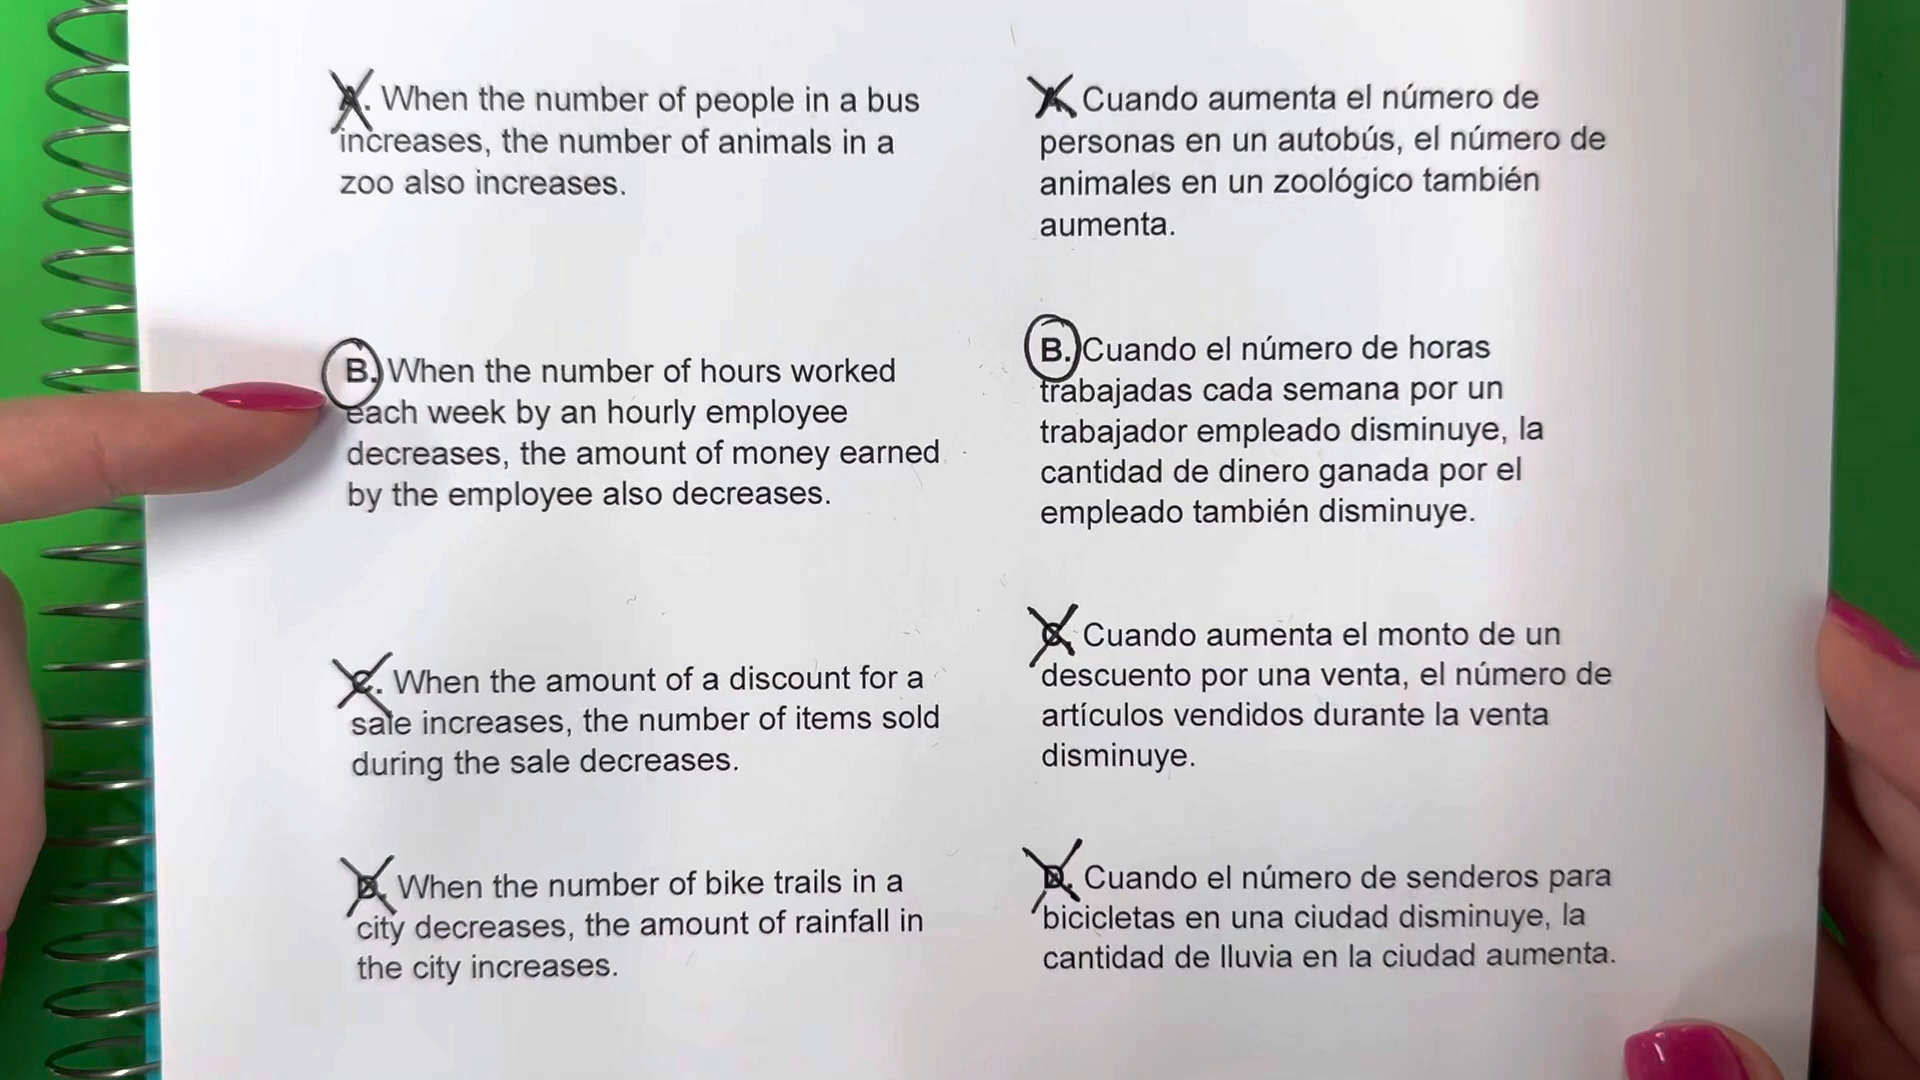 A. When the number of people in a bus
increases, the number of animals in a
zoo also increases.
B. When the number of hours worked
each week by an hourly employee
decreases, the amount of money earned
by the employee also decreases.
C. When the amount of a discount for a
sale increases, the number of items sold
during the sale decreases.
D. When the number of bike trails in a
city decreases, the amount of rainfall in
the city increases.
A. Cuando aumenta el número de
personas en un autobús, el número de
animales en un zoológico también
aumenta.
B. Cuando el número de horas
trabajadas cada semana por un
trabajador empleado disminuye, la
cantidad de dinero ganada por el
empleado también disminuye.
C. Cuando aumenta el monto de un
descuento por una venta, el número de
artículos vendidos durante la venta
disminuye.
D. Cuando el número de senderos para
bicicletas en una ciudad disminuye, la
cantidad de lluvia en la ciudad aumenta.